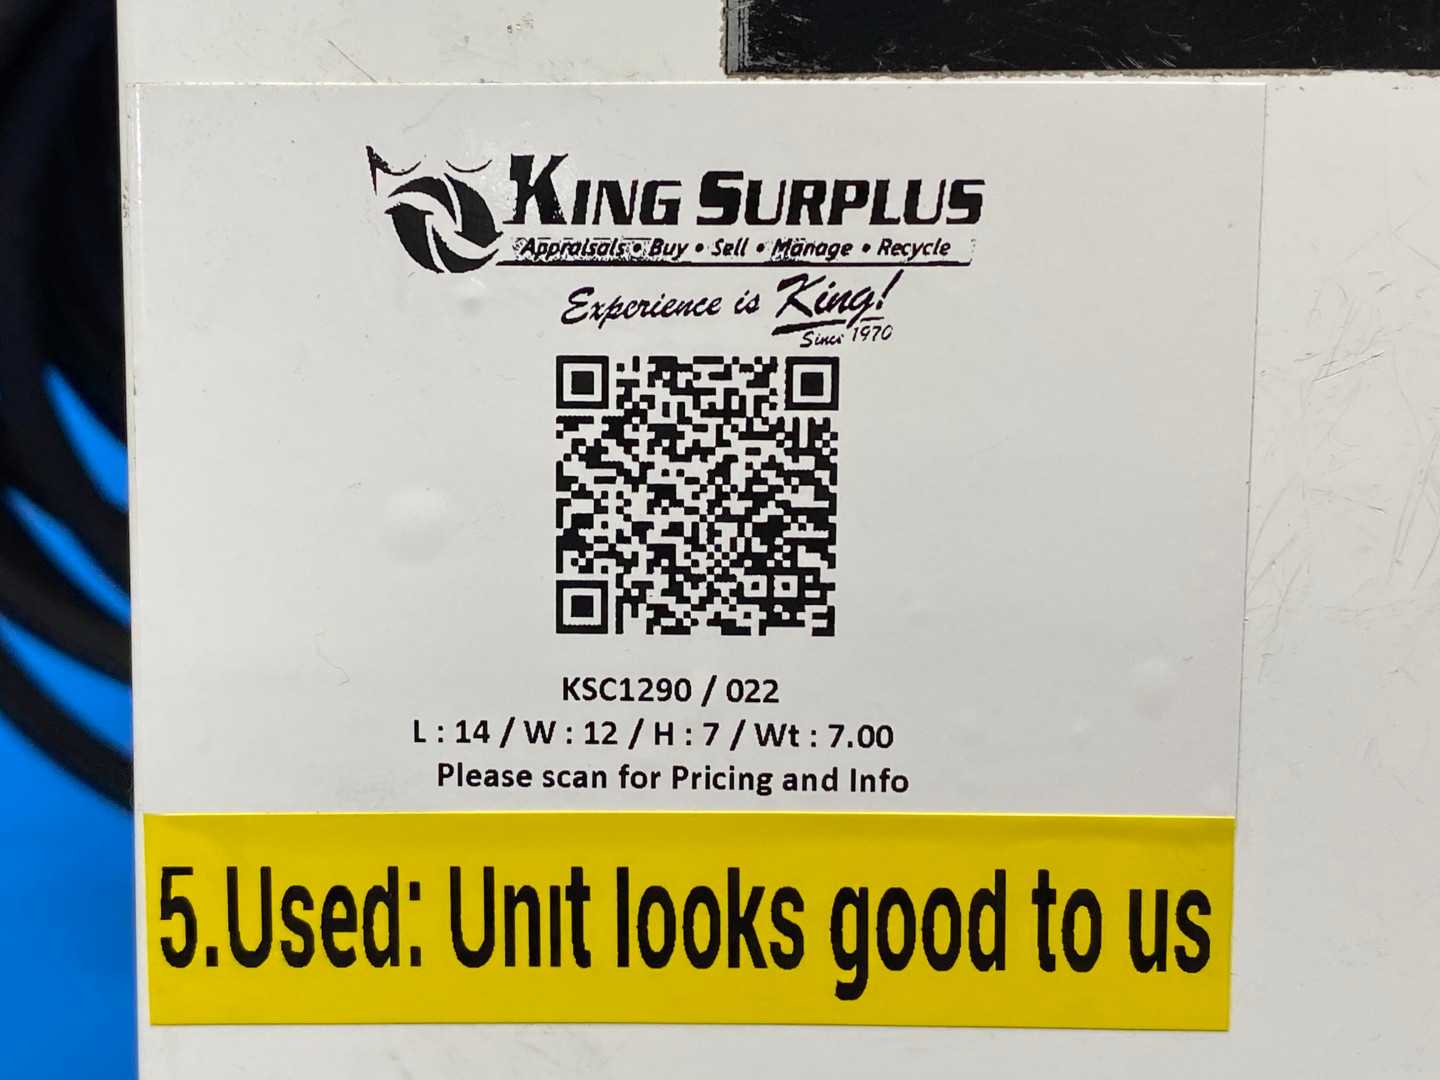 KING SURPLUS
Appraisals • Buy • Sell • Manage • Recycle
Experience is King!
Since 1970
KSC1290 / 022
L : 14 / W : 12 / H : 7 / Wt : 7.00
Please scan for Pricing and Info
5.Used: Unit looks good to us